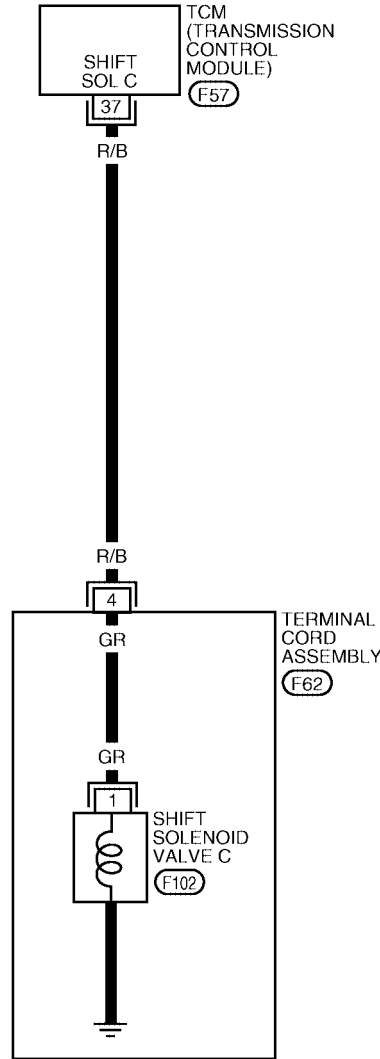 TCM
(TRANSMISSION
CONTROL
MODULE)
F57
SHIFT
SOL C
37
R/B
R/B
4
GR
TERMINAL
CORD
ASSEMBLY
F62
GR
1
SHIFT
SOLENOID
VALVE C
F102